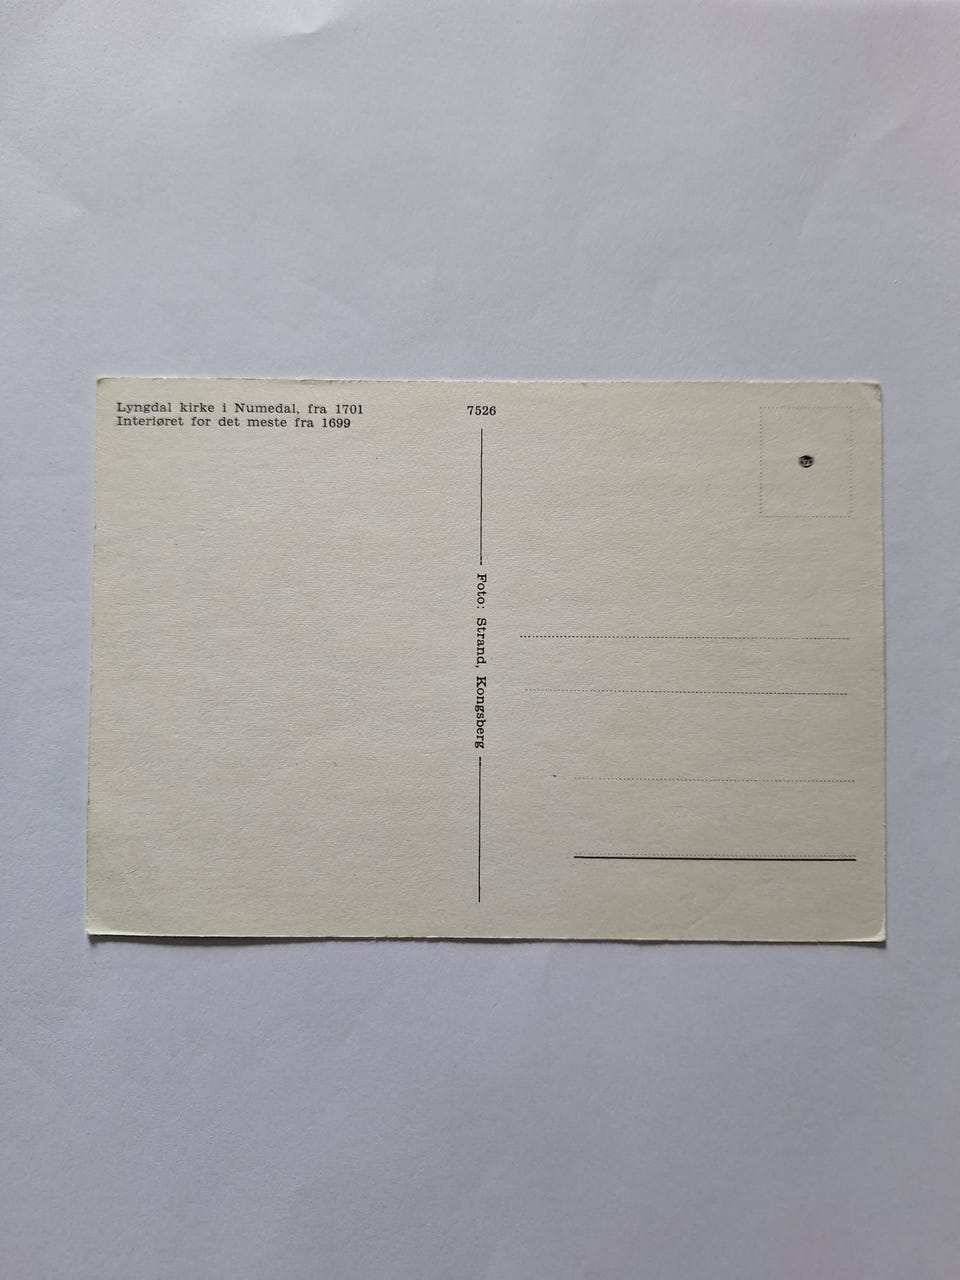 Lyngdal kirke i Numedal, fra 1701
Interiøret for det meste fra 1699
7526
Foto: Strand, Kongsberg